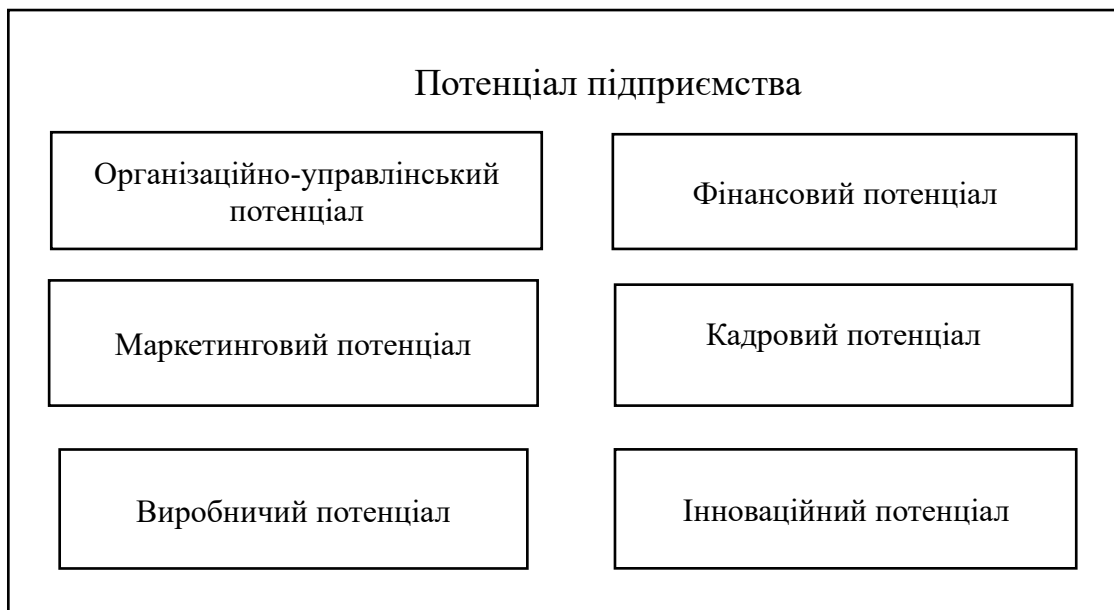 Потенціал підприємства
Організаційно-управлінський
потенціал
Фінансовий потенціал
Маркетинговий потенціал
Кадровий потенціал
Виробничий потенціал
Інноваційний потенціал